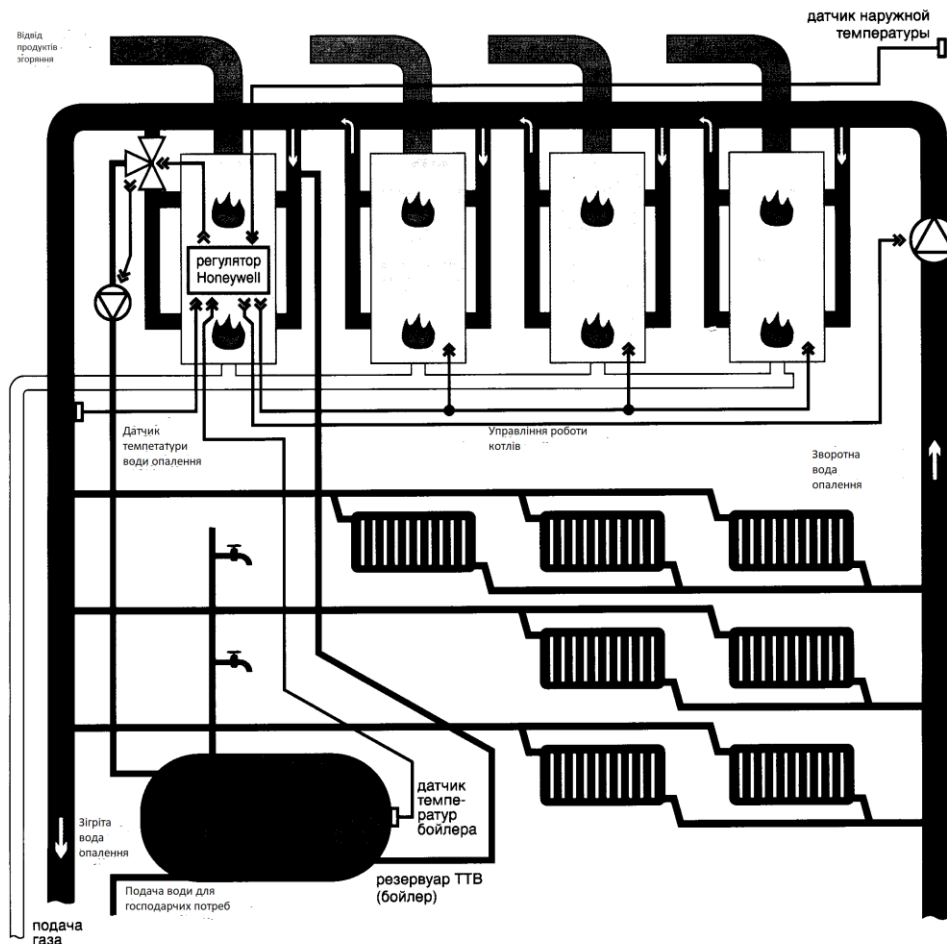 Відвід
продуктів
згоряння
датчик наружной
температуры
регулятор
Honeywell
Датчик
темпетатури
води опалення
Управління роботи
котлів
Зворотна
вода
опалення
датчик
темпе-
ратур
бойлера
Зігріта
вода
опалення
резервуар ТТВ
(бойлер)
Подача води для
господарчих потреб
подача
газа